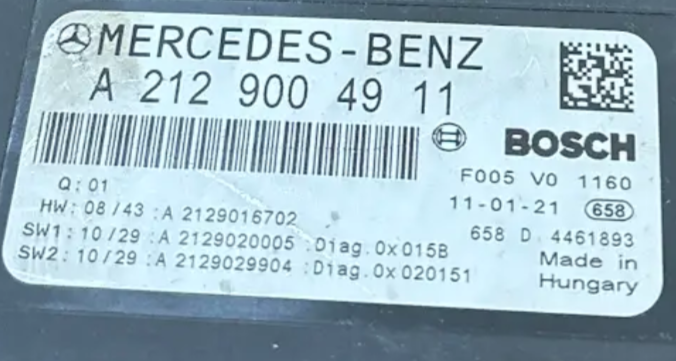 MERCEDES-BENZ
A 212 900 49 11
BOSCH
F005 V0 1160
11-01-21 658
658 D 4461893
Made in
Hungary
Q: 01
HW: 08/43 :A 2129016702
SW1: 10/29 :A 2129020005 :Diag.0x015B
SW2: 10/29 :A 2129029904 :Diag.0x020151